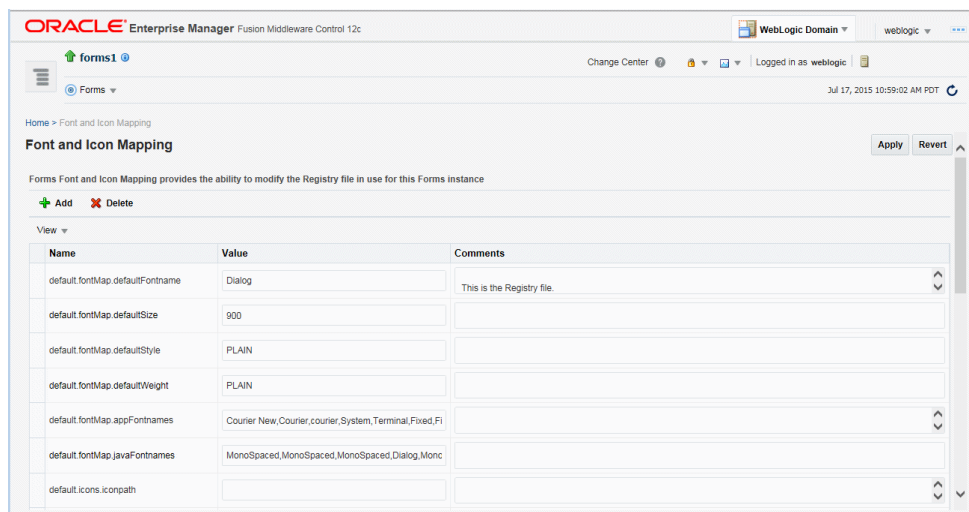 ORACLE Enterprise Manager Fusion Middleware Control 12c
WebLogic Domain
weblogic
forms1
Change Center
Logged in as weblogic
Forms
Jul 17, 2015 10:59:02 AM PDT
Home > Font and Icon Mapping
Font and Icon Mapping
Apply
Revert
Forms Font and Icon Mapping provides the ability to modify the Registry file in use for this Forms instance
Add
Delete
View
Name Value Comments
default.fontMap.defaultFontname Dialog This is the Registry file.
default.fontMap.defaultSize 900
default.fontMap.defaultStyle PLAIN
default.fontMap.defaultWeight PLAIN
default.fontMap.appFontnames Courier New,Courier,courier,System,Terminal,Fixed,Fi
default.fontMap.javaFontnames MonoSpaced,MonoSpaced,MonoSpaced,Dialog,Mono
default.icons.iconpath